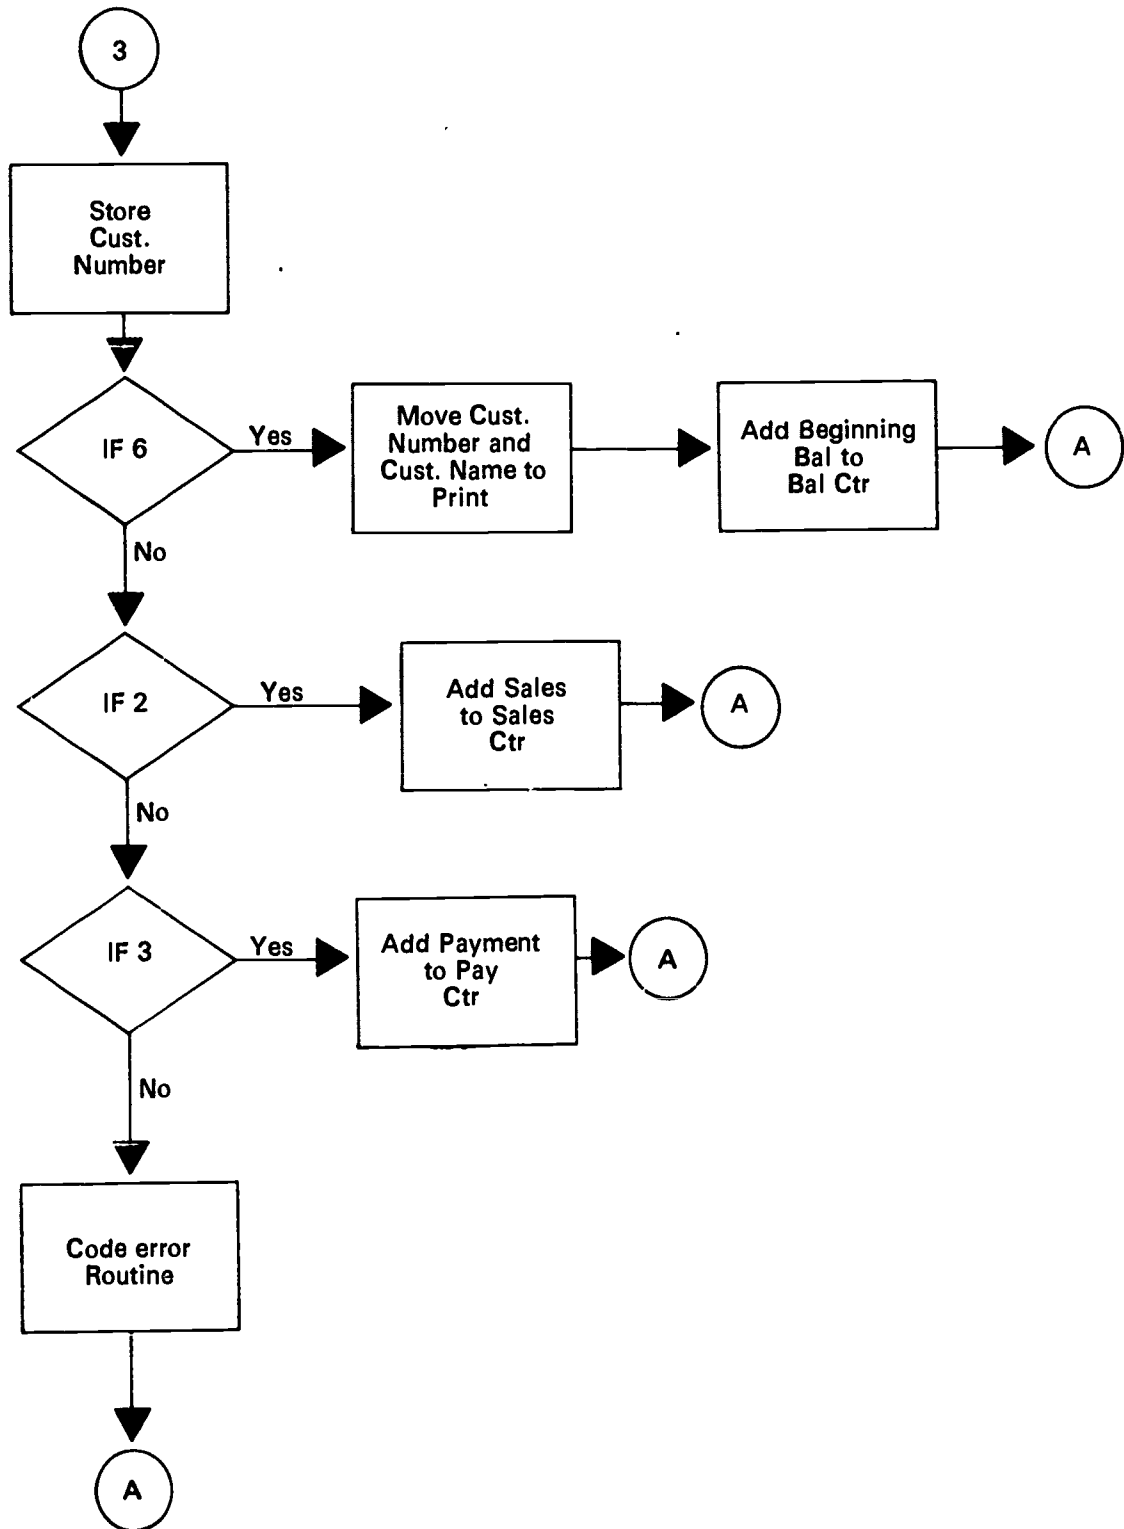 3
Store
Cust.
Number
IF 6
Yes
Move Cust.
Number and
Cust. Name to
Print
Add Beginning
Bal to
Bal Ctr
A
No
IF 2
Yes
Add Sales
to Sales
Ctr
A
No
IF 3
Yes
Add Payment
to Pay
Ctr
A
No
Code error
Routine
A